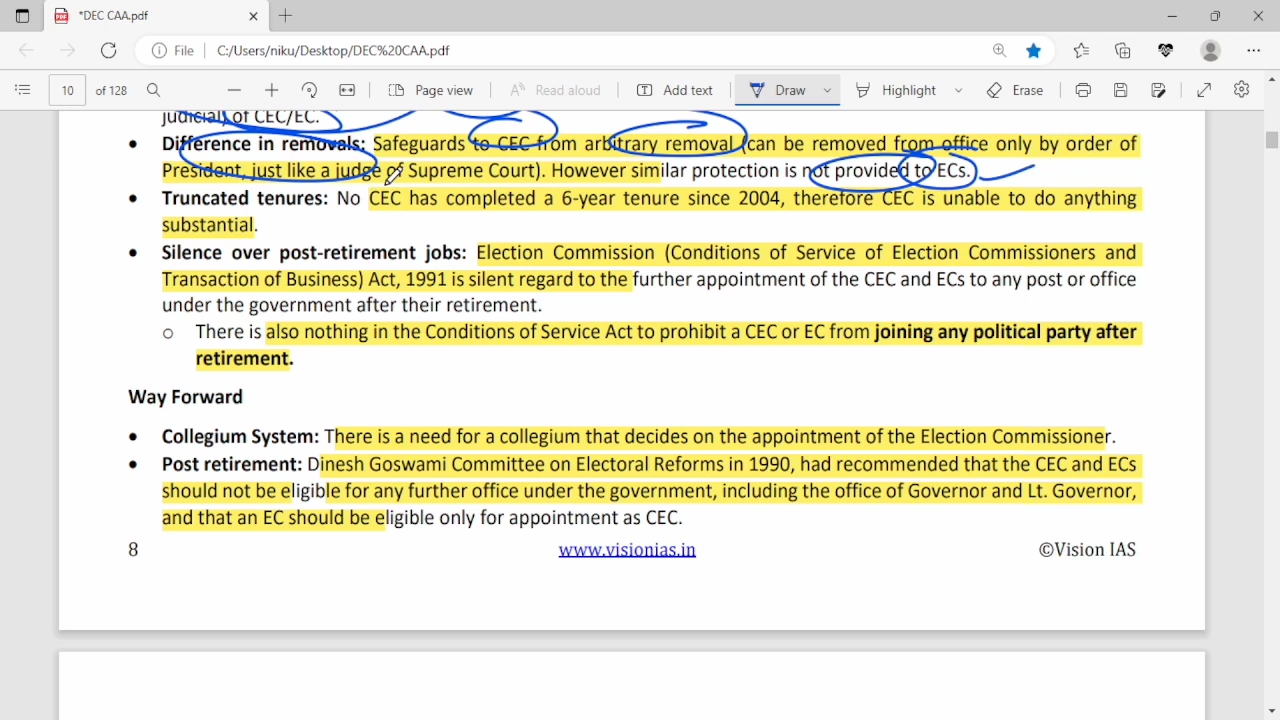 *DEC CAA.pdf
File C:/Users/niku/Desktop/DEC%20CAA.pdf
10 of 128 Page view Read aloud Add text Draw Highlight Erase
judicial) of CEC/EC.
• Difference in removals: Safeguards to CEC from arbitrary removal (can be removed from office only by order of
President, just like a judge of Supreme Court). However similar protection is not provided to ECs.
• Truncated tenures: No CEC has completed a 6-year tenure since 2004, therefore CEC is unable to do anything
substantial.
• Silence over post-retirement jobs: Election Commission (Conditions of Service of Election Commissioners and
Transaction of Business) Act, 1991 is silent regard to the further appointment of the CEC and ECs to any post or office
under the government after their retirement.
o There is also nothing in the Conditions of Service Act to prohibit a CEC or EC from joining any political party after
retirement.
Way Forward
• Collegium System: There is a need for a collegium that decides on the appointment of the Election Commissioner.
• Post retirement: Dinesh Goswami Committee on Electoral Reforms in 1990, had recommended that the CEC and ECs
should not be eligible for any further office under the government, including the office of Governor and Lt. Governor,
and that an EC should be eligible only for appointment as CEC.
8 www.visionias.in ©Vision IAS